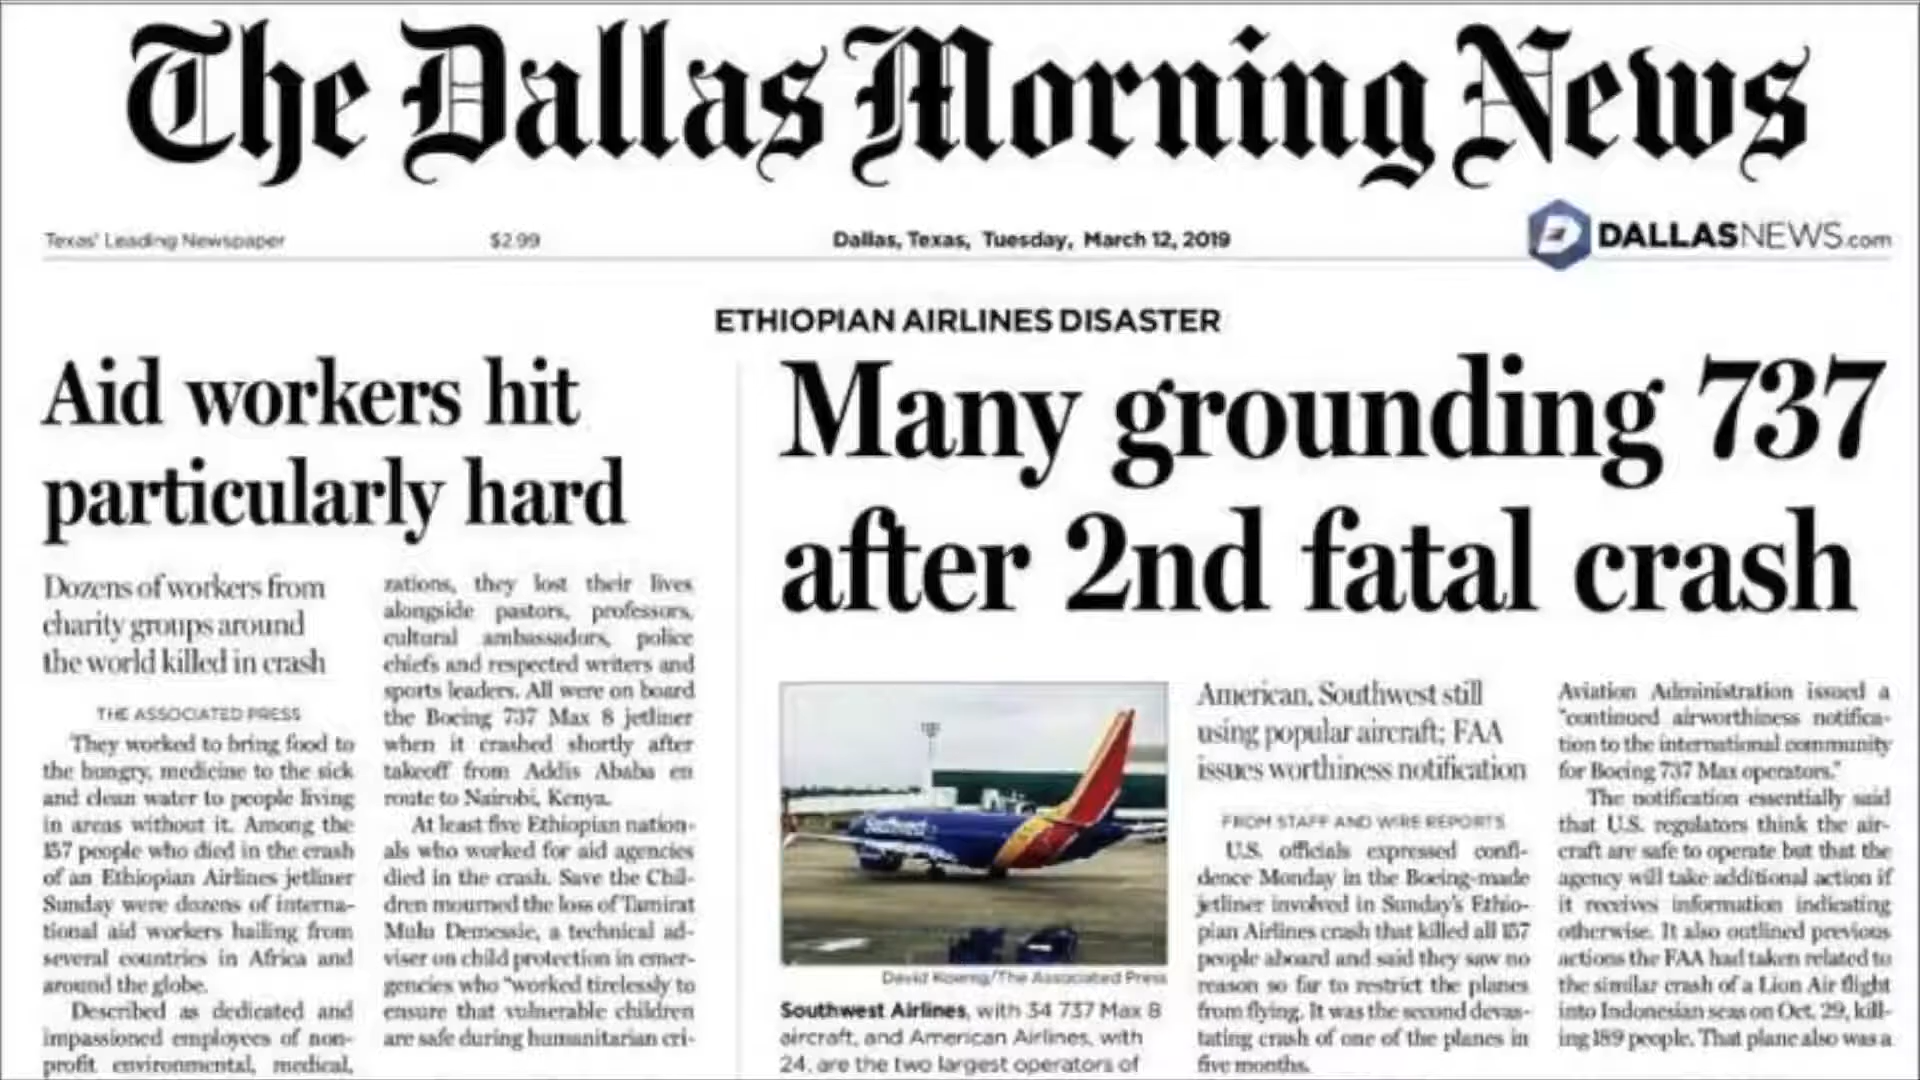 The Dallas Morning News
Texas' Leading Newspaper
$2.99
Dallas, Texas, Tuesday, March 12, 2019
DALLASNEWS.com
ETHIOPIAN AIRLINES DISASTER
Aid workers hit
particularly hard
Dozens of workers from
charity groups around
the world killed in crash
THE ASSOCIATED PRESS
They worked to bring food to
the hungry, medicine to the sick
and clean water to people living
in areas without it. Among the
157 people who died in the crash
of an Ethiopian Airlines jetliner
Sunday were dozens of interna-
tional aid workers hailing from
several countries in Africa and
around the globe.
Described as dedicated and
impassioned employees of non-
profit environmental, medical,
zations, they lost their lives
alongside pastors, professors,
cultural ambassadors, police
chiefs and respected writers and
sports leaders. All were on board
the Boeing 737 Max 8 jetliner
when it crashed shortly after
takeoff from Addis Ababa en
route to Nairobi, Kenya.
At least five Ethiopian nation-
als who worked for aid agencies
died in the crash. Save the Chil-
dren mourned the loss of Tamirat
Mulu Demessie, a technical ad-
viser on child protection in emer-
gencies who "worked tirelessly to
ensure that vulnerable children
are safe during humanitarian cri-
Many grounding 737
after 2nd fatal crash
Southwest
David Koenig/The Associated Press
Southwest Airlines, with 34 737 Max 8
aircraft, and American Airlines, with
24, are the two largest operators of
American, Southwest still
using popular aircraft; FAA
issues worthiness notification
FROM STAFF AND WIRE REPORTS
U.S. officials expressed confi-
dence Monday in the Boeing-made
jetliner involved in Sunday's Ethio-
pian Airlines crash that killed all 157
people aboard and said they saw no
reason so far to restrict the planes
from flying. It was the second devas-
tating crash of one of the planes in
five months.
Aviation Administration issued a
"continued airworthiness notifica-
tion to the international community
for Boeing 737 Max operators."
The notification essentially said
that U.S. regulators think the air-
craft are safe to operate but that the
agency will take additional action if
it receives information indicating
otherwise. It also outlined previous
actions the FAA had taken related to
the similar crash of a Lion Air flight
into Indonesian seas on Oct. 29, kill-
ing 189 people. That plane also was a